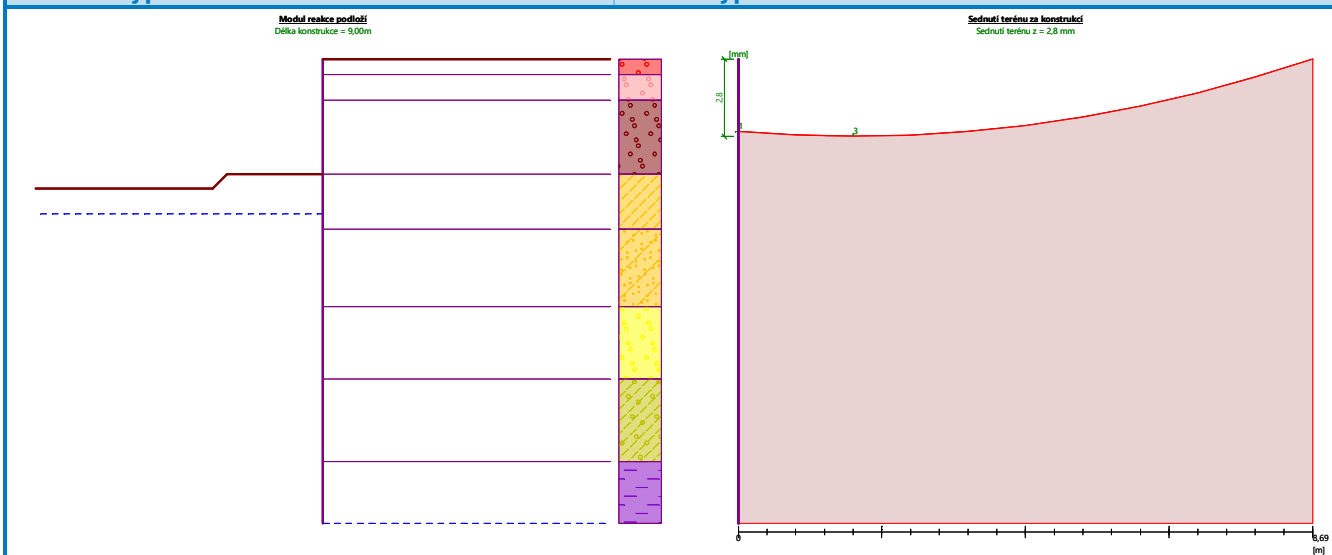 Modul reakce podloží
Délka konstrukce = 9,00m
Sednutí terénu za konstrukcí
Sednutí terénu z = 2,8 mm
[mm]
2,8
3
0
8,69
[m]